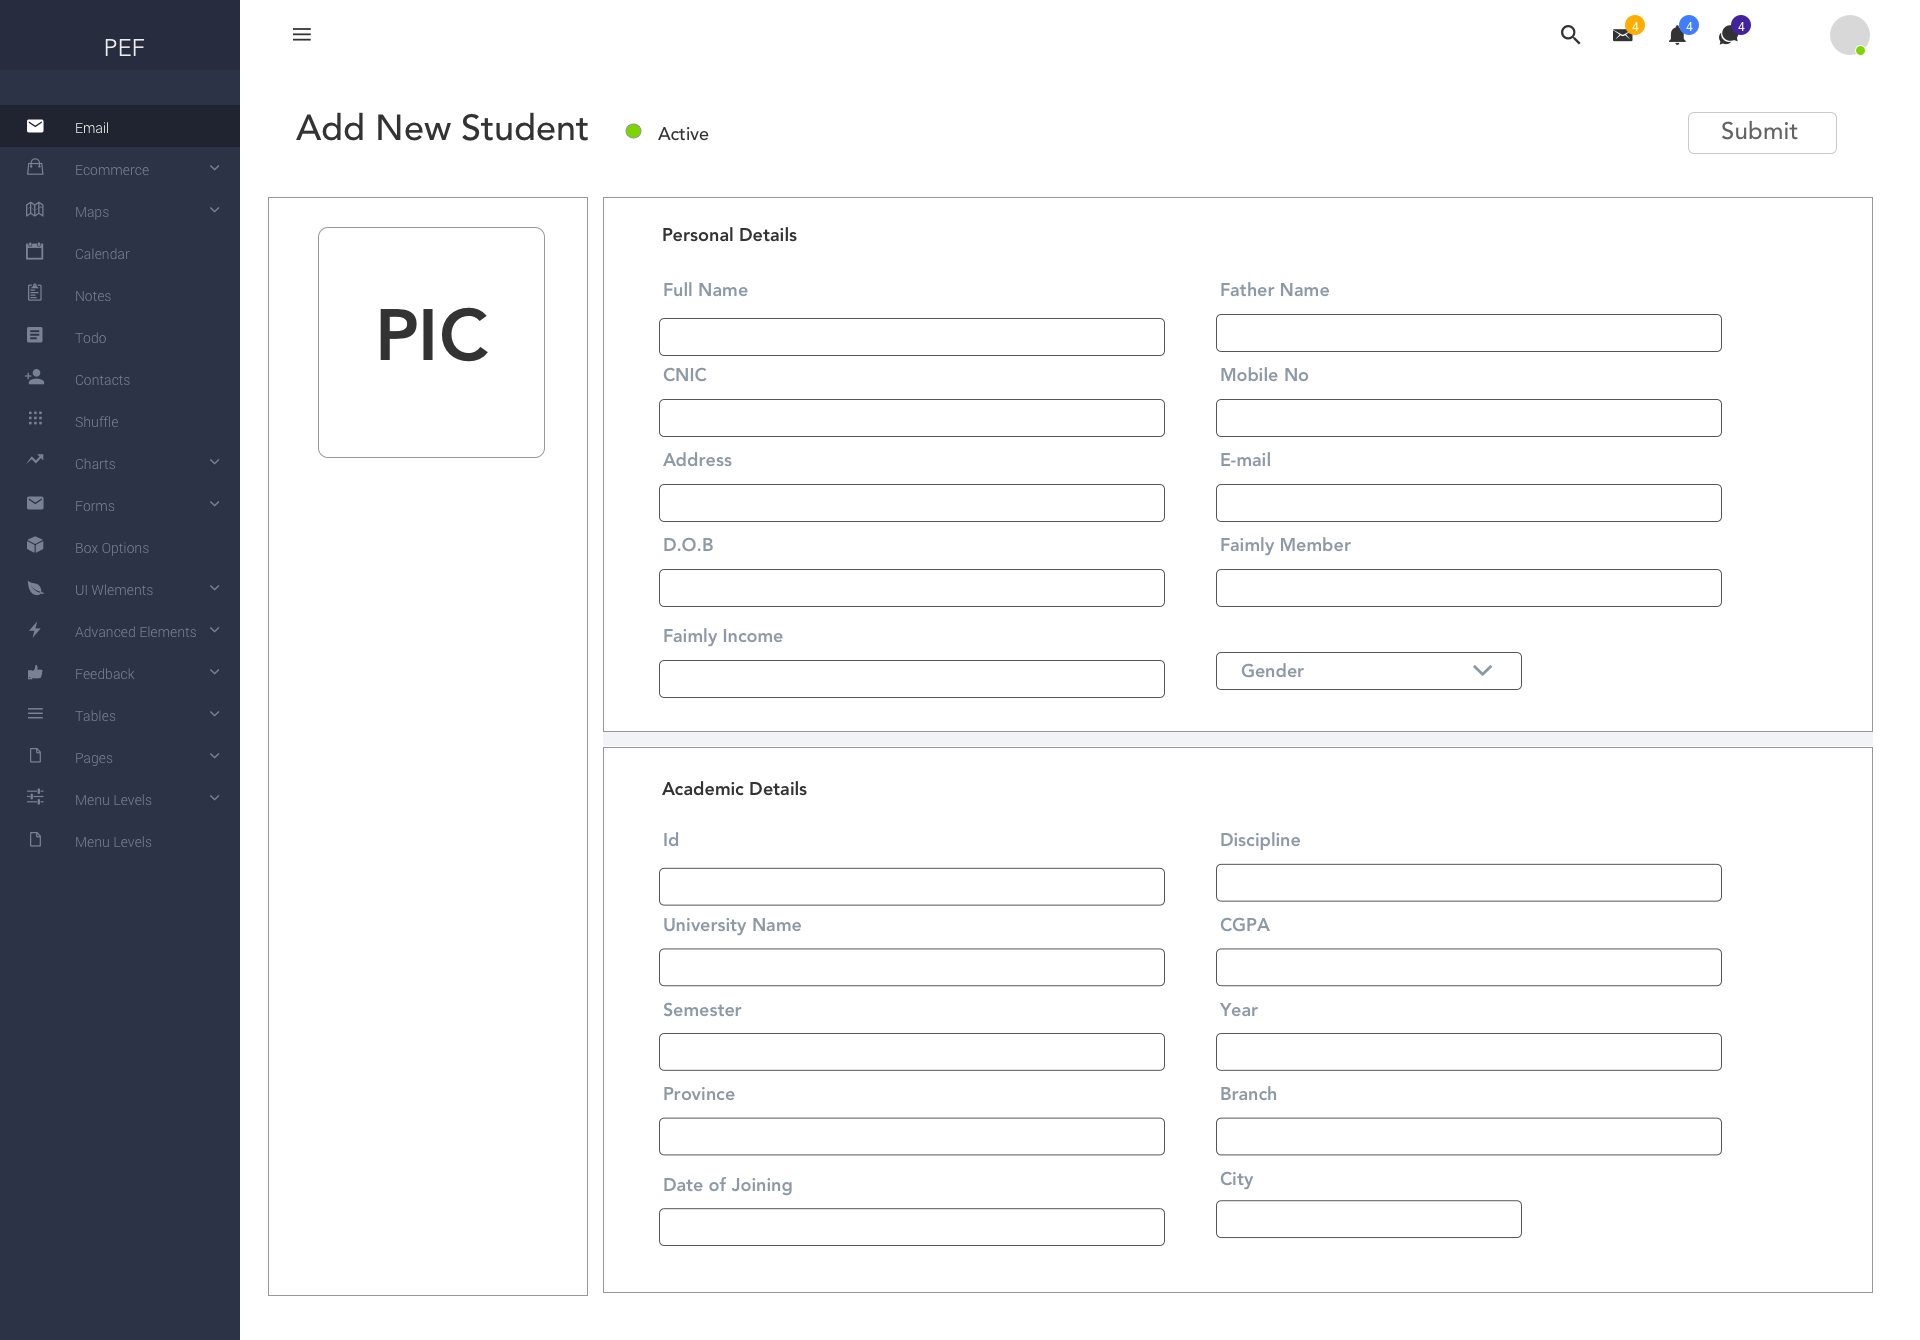 PEF
4
4
4
Email
Ecommerce
Maps
Calendar
Notes
Todo
Contacts
Shuffle
Charts
Forms
Box Options
UI Wlements
Advanced Elements
Feedback
Tables
Pages
Menu Levels
Menu Levels
Add New Student
Active
Submit
PIC
Personal Details
Full Name
Father Name
CNIC
Mobile No
Address
E-mail
D.O.B
Faimly Member
Faimly Income
Gender
Academic Details
Id
Discipline
University Name
CGPA
Semester
Year
Province
Branch
Date of Joining
City